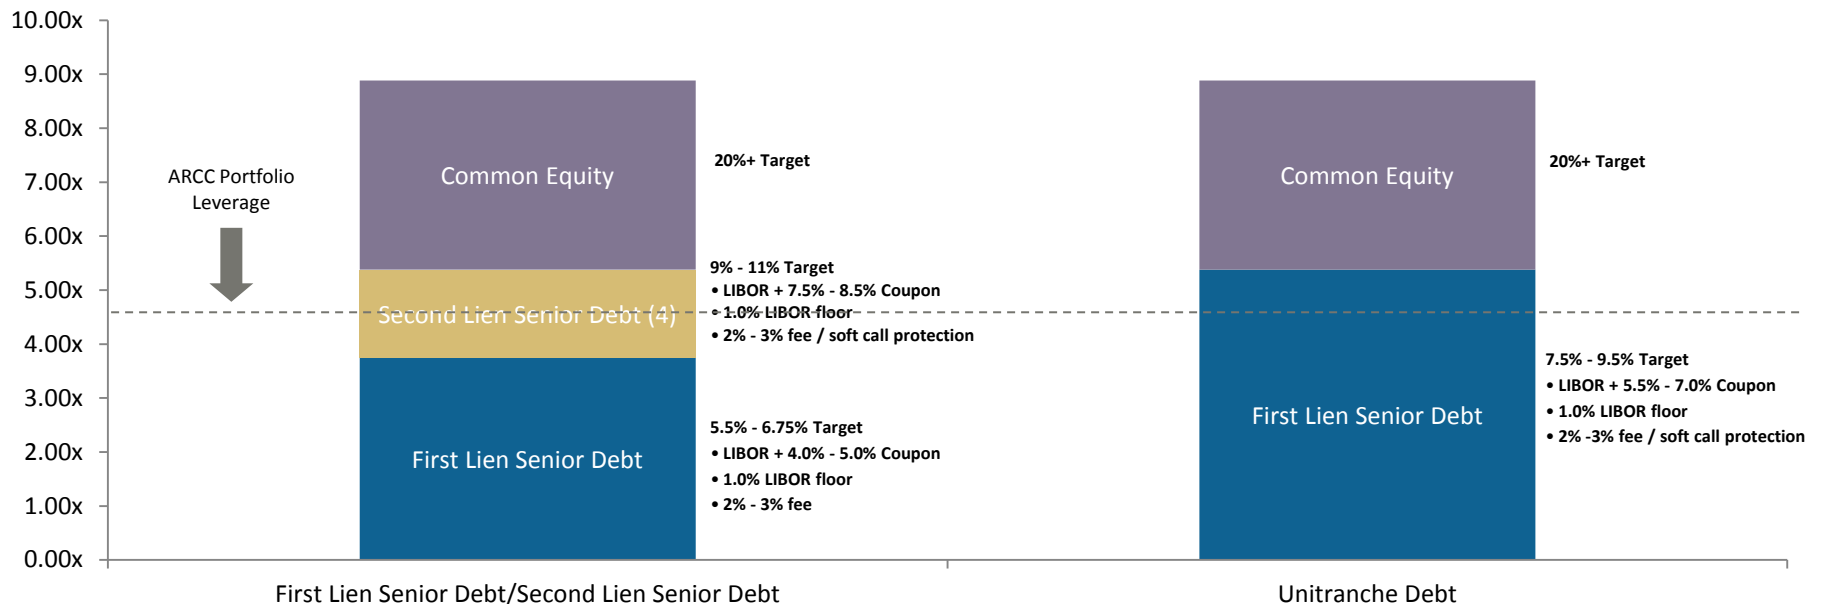 10.00x
9.00x
8.00x
7.00x
6.00x
5.00x
4.00x
3.00x
2.00x
1.00x
0.00x
ARCC Portfolio
Leverage
Common Equity
Second Lien Senior Debt (4)
First Lien Senior Debt
20%+ Target
9% - 11% Target
• LIBOR + 7.5% - 8.5% Coupon
• 1.0% LIBOR floor
• 2% - 3% fee / soft call protection
5.5% - 6.75% Target
• LIBOR + 4.0% - 5.0% Coupon
• 1.0% LIBOR floor
• 2% - 3% fee
First Lien Senior Debt/Second Lien Senior Debt
Common Equity
First Lien Senior Debt
20%+ Target
7.5% - 9.5% Target
• LIBOR + 5.5% - 7.0% Coupon
• 1.0% LIBOR floor
• 2% -3% fee / soft call protection
Unitranche Debt